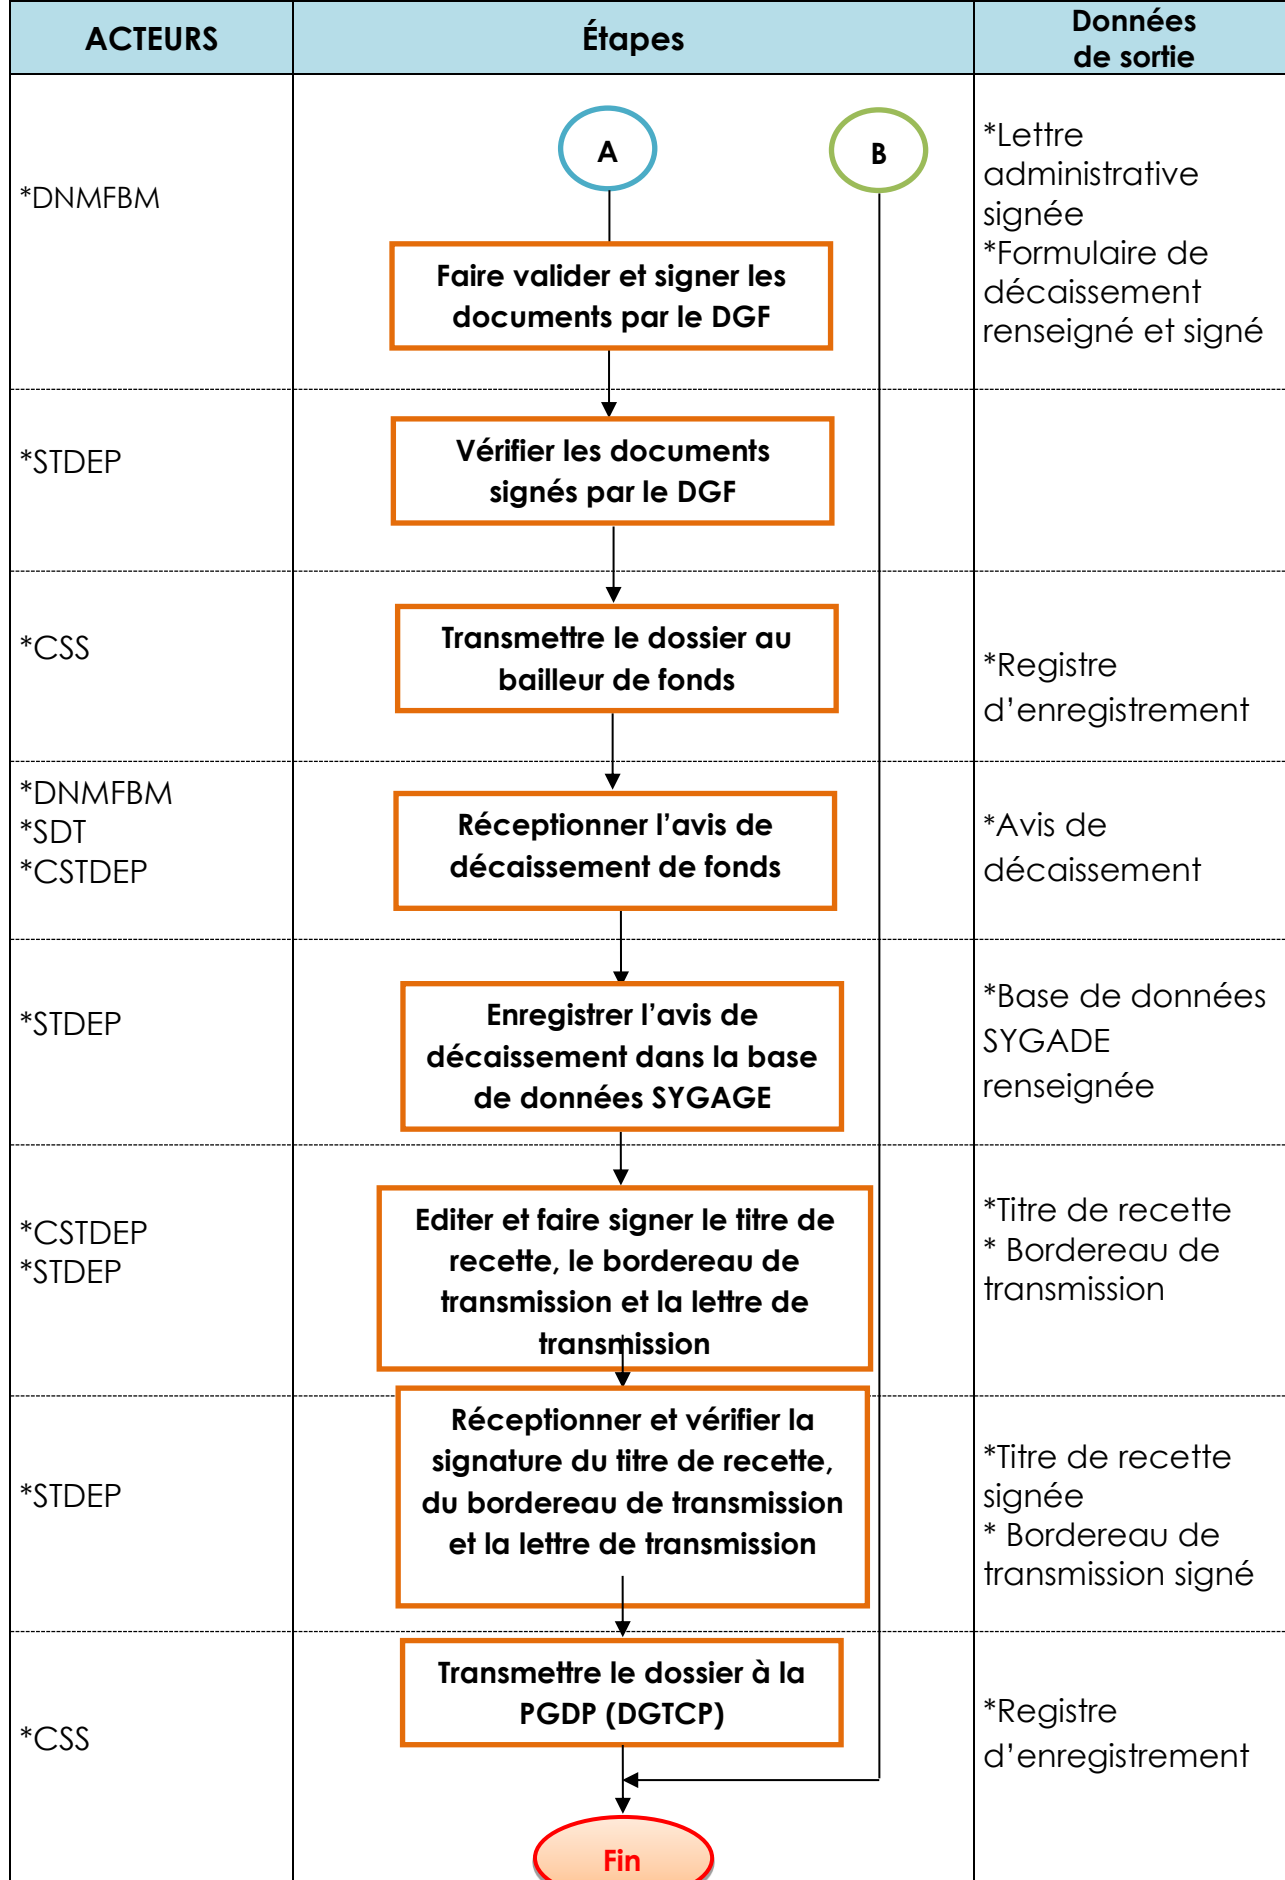 ACTEURS
Étapes
Données
de sortie
A
B
*DNMFBM
Faire valider et signer les
documents par le DGF
*Lettre
administrative
signée
*Formulaire de
décaissement
renseigné et signé
*STDEP
Vérifier les documents
signés par le DGF
*CSS
Transmettre le dossier au
bailleur de fonds
*Registre
d’enregistrement
*DNMFBM
*SDT
*CSTDEP
Réceptionner l’avis de
décaissement de fonds
*Avis de
décaissement
*STDEP
Enregistrer l’avis de
décaissement dans la base
de données SYGAGE
*Base de données
SYGADE
renseignée
*CSTDEP
*STDEP
Editer et faire signer le titre de
recette, le bordereau de
transmission et la lettre de
transmission
*Titre de recette
* Bordereau de
transmission
*STDEP
Réceptionner et vérifier la
signature du titre de recette,
du bordereau de transmission
et la lettre de transmission
*Titre de recette
signée
* Bordereau de
transmission signé
*CSS
Transmettre le dossier à la
PGDP (DGTCP)
*Registre
d’enregistrement
Fin